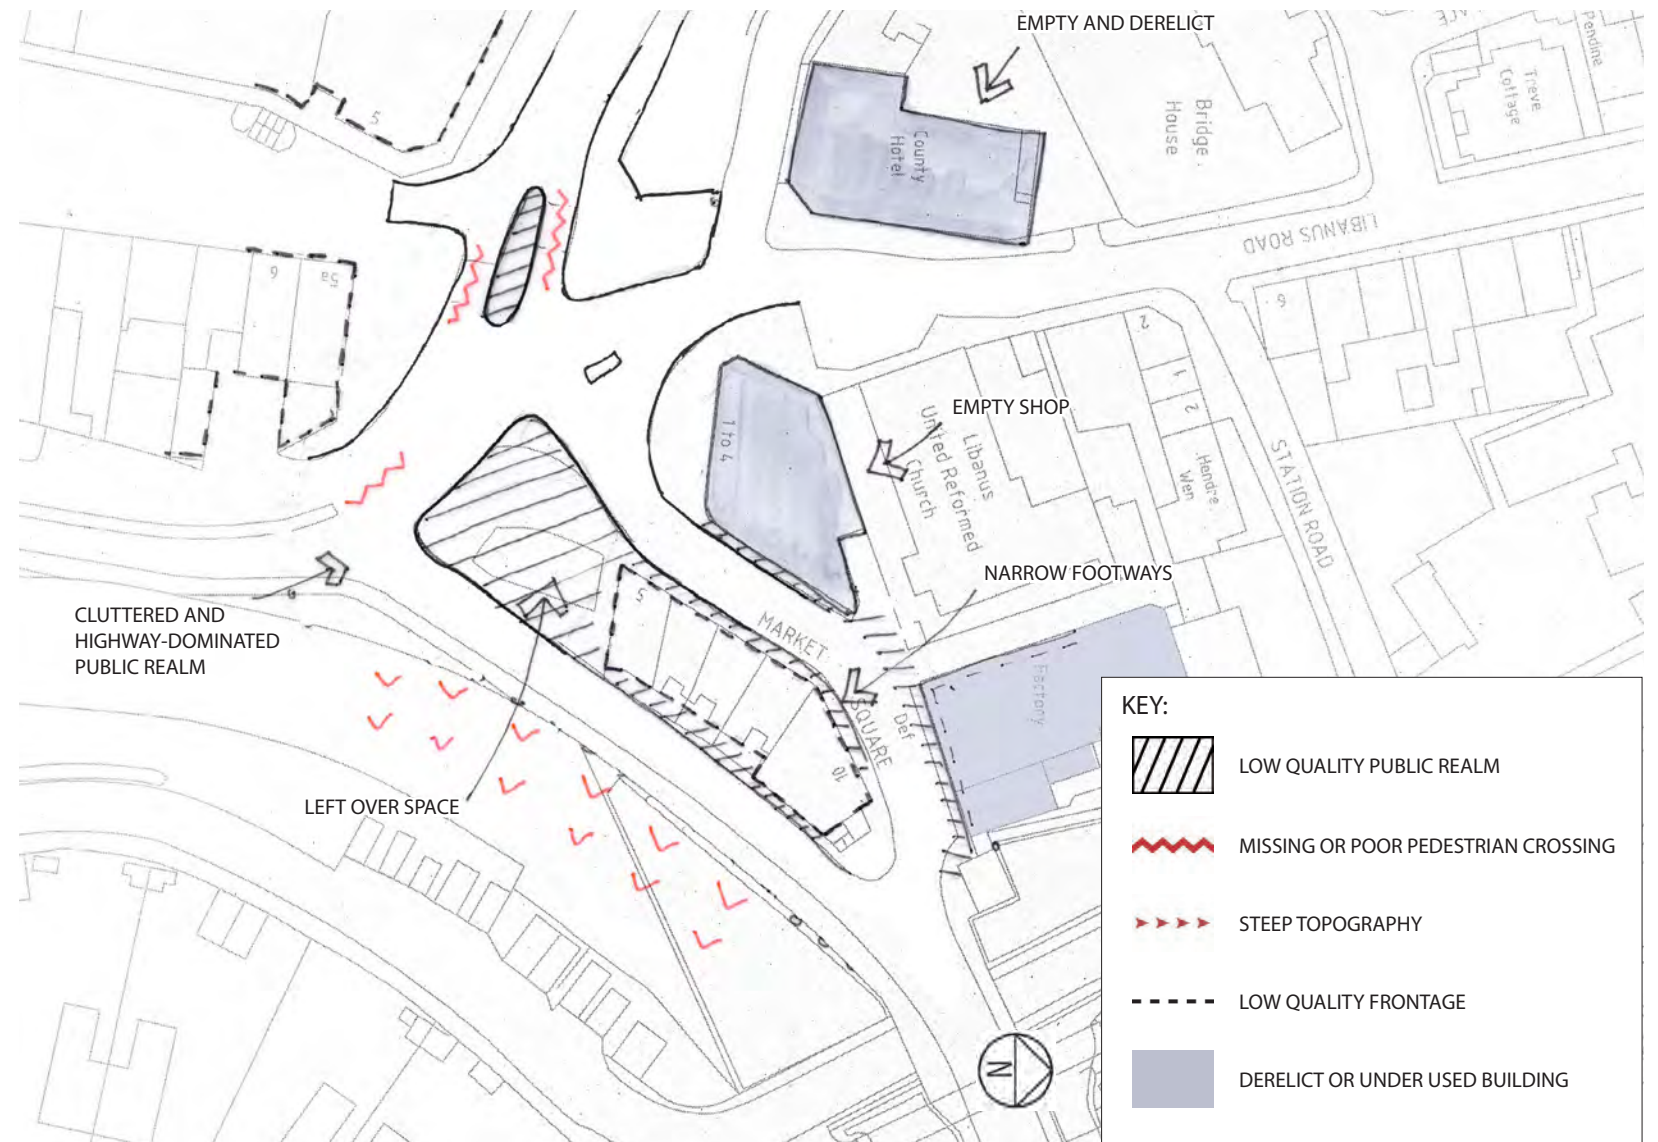 EMPTY AND DERELICT
Pendine
Treve
Cottage
5
County
Hotel
Bridge
House
LIBANUS ROAD
6
5a
6
2
1
2
1 to 4
EMPTY SHOP
Libanus
United Reformed
Church
Hendre
Wen
STATION ROAD
NARROW FOOTWAYS
CLUTTERED AND
HIGHWAY-DOMINATED
PUBLIC REALM
5
MARKET
SQUARE
Def
10
Factory
LEFT OVER SPACE
N
KEY:
LOW QUALITY PUBLIC REALM
MISSING OR POOR PEDESTRIAN CROSSING
STEEP TOPOGRAPHY
LOW QUALITY FRONTAGE
DERELICT OR UNDER USED BUILDING